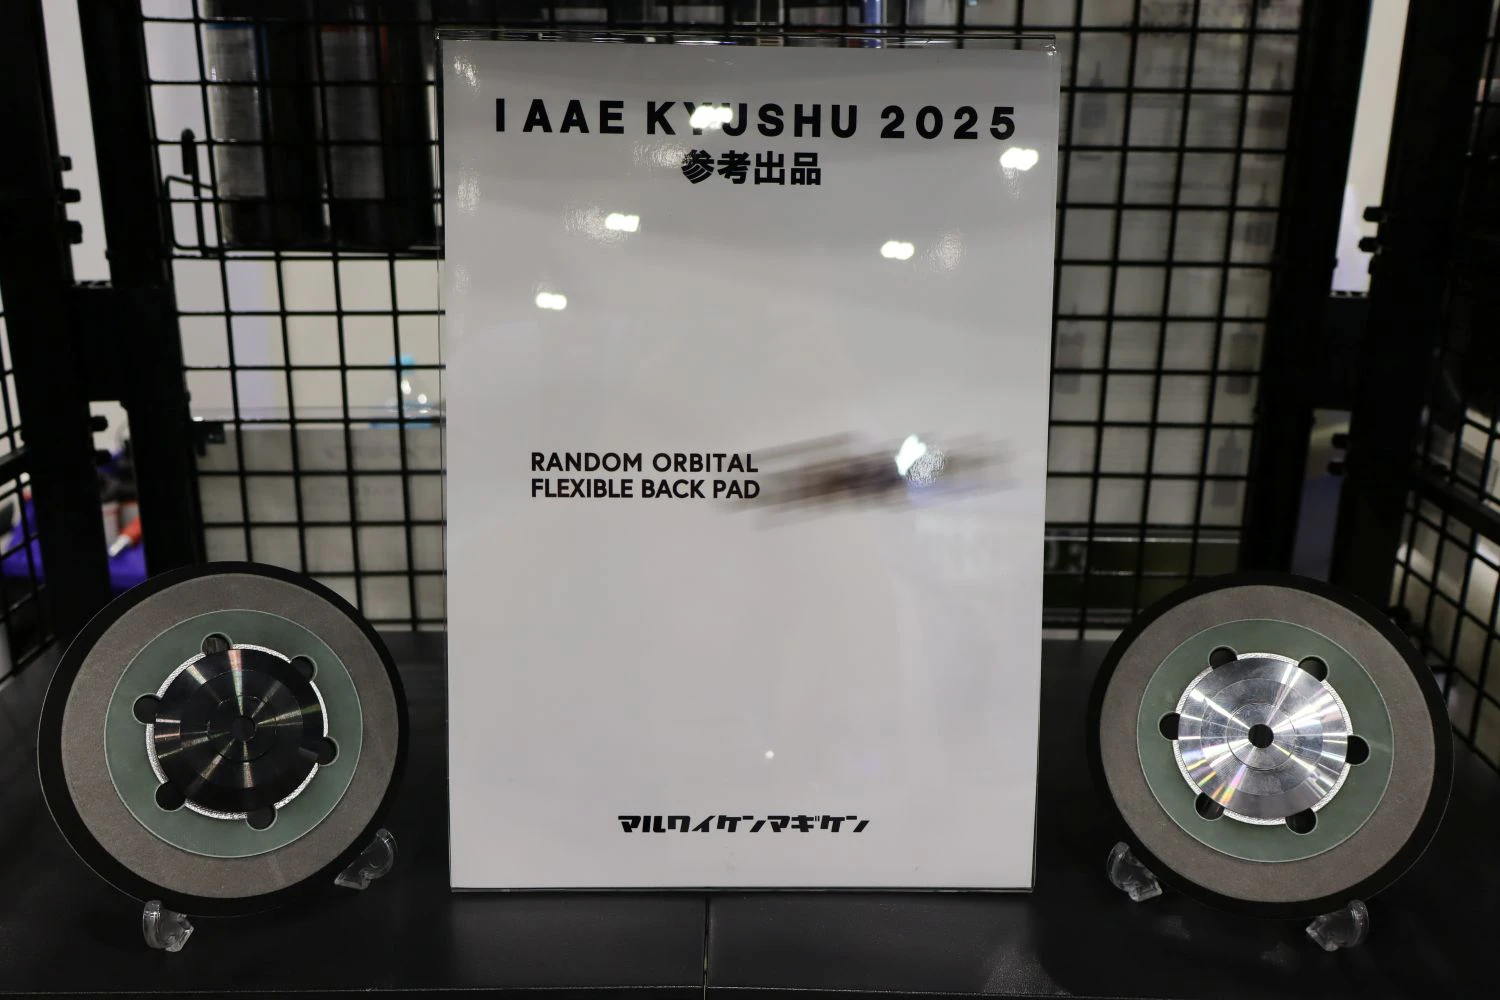 IAAE KYUSHU 2025
参考出品
RANDOM ORBITAL
FLEXIBLE BACK PAD
マルワイケンマギケン